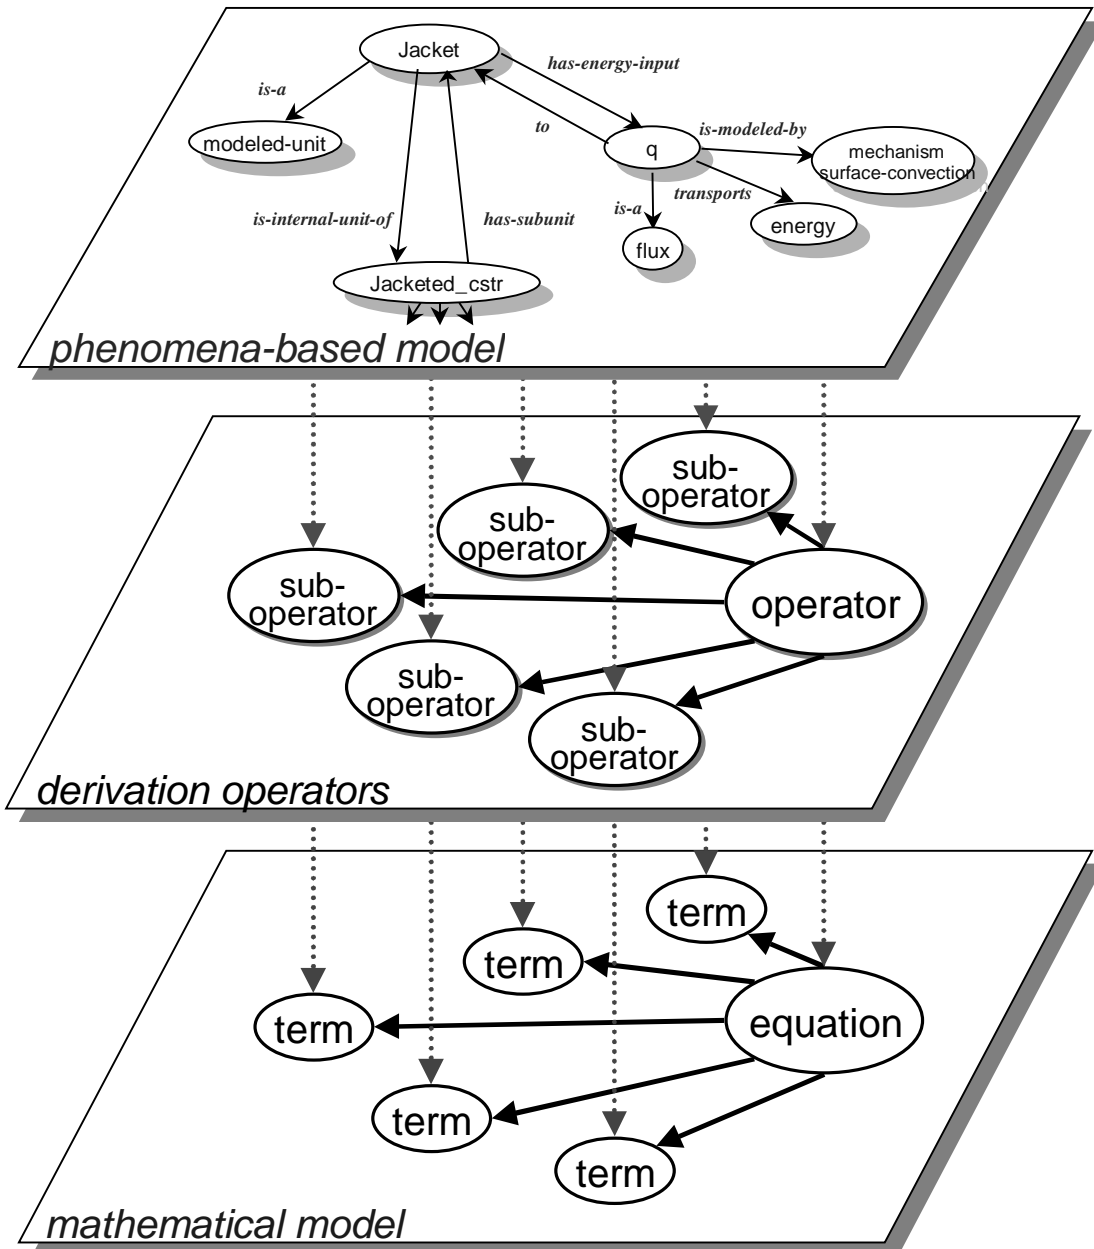 Jacket
has-energy-input
is-a
to
is-modeled-by
modeled-unit
q
mechanism
surface-convection
transports
is-internal-unit-of
has-subunit
is-a
energy
flux
Jacketed_cstr
phenomena-based model
sub-
operator
sub-
operator
sub-
operator
operator
sub-
operator
sub-
operator
derivation operators
term
term
term
equation
term
term
mathematical model